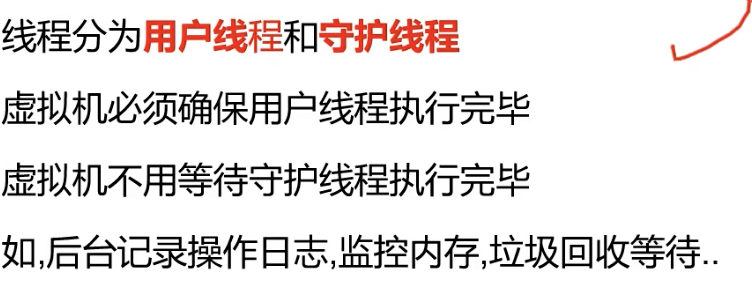 线程分为用户线程和守护线程
虚拟机必须确保用户线程执行完毕
虚拟机不用等待守护线程执行完毕
如,后台记录操作日志,监控内存,垃圾回收等待..